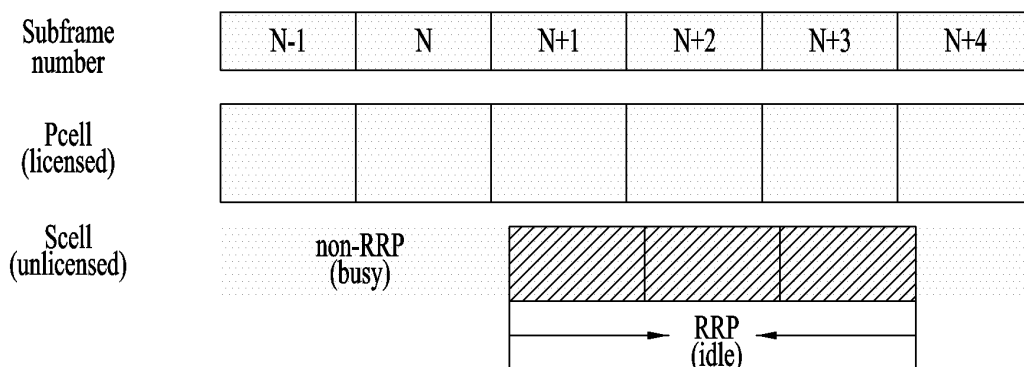 Subframe
number
N-1 N N+1 N+2 N+3 N+4
Pcell
(licensed)
Scell
(unlicensed)
non-RRP
(busy)
RRP
(idle)